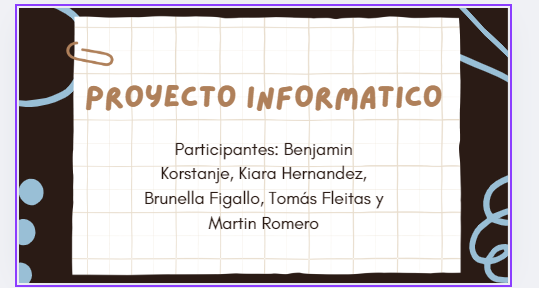 PROYECTO INFORMATICO
Participantes: Benjamin
Korstanje, Kiara Hernandez,
Brunella Figallo, Tomás Fleitas y
Martin Romero